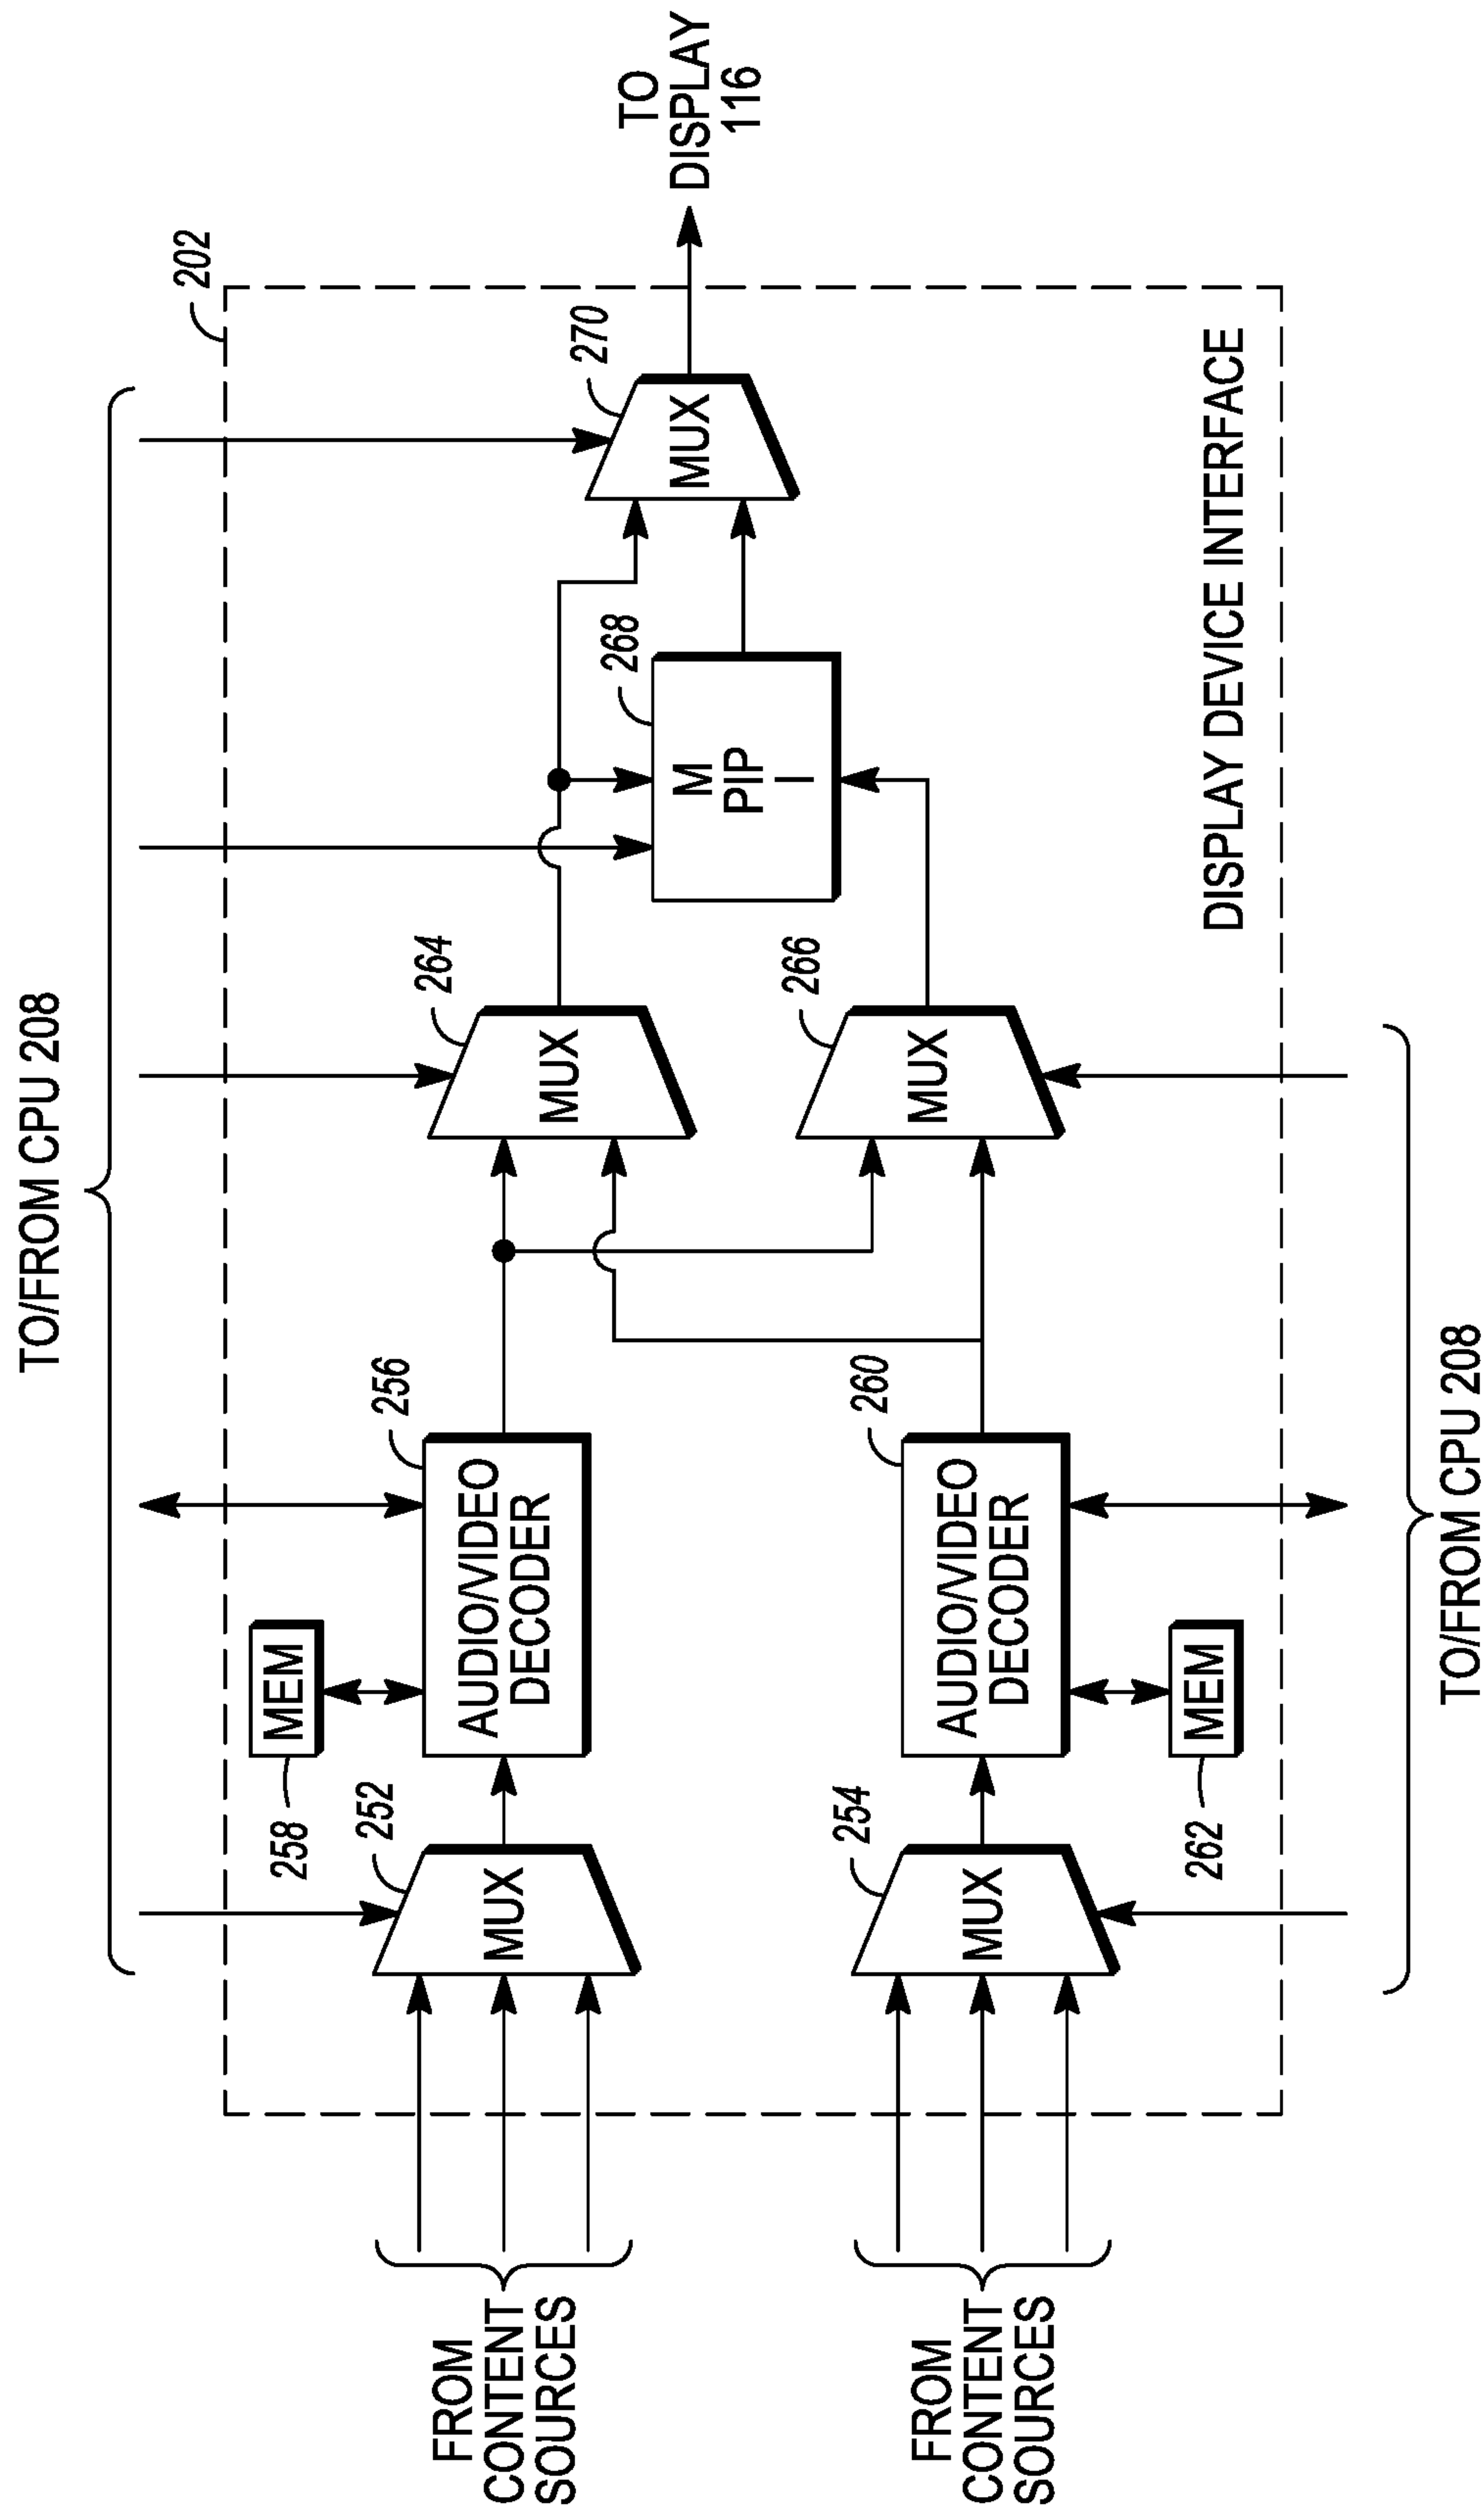 TO/FROM CPU 208
202
258
MEM
252
256
264
270
FROM
CONTENT
SOURCES
MUX
AUDIO/VIDEO
DECODER
MUX
268
M
PIP
I
MUX
TO
DISPLAY
116
254
260
266
FROM
CONTENT
SOURCES
MUX
AUDIO/VIDEO
DECODER
MUX
262
MEM
DISPLAY DEVICE INTERFACE
TO/FROM CPU 208